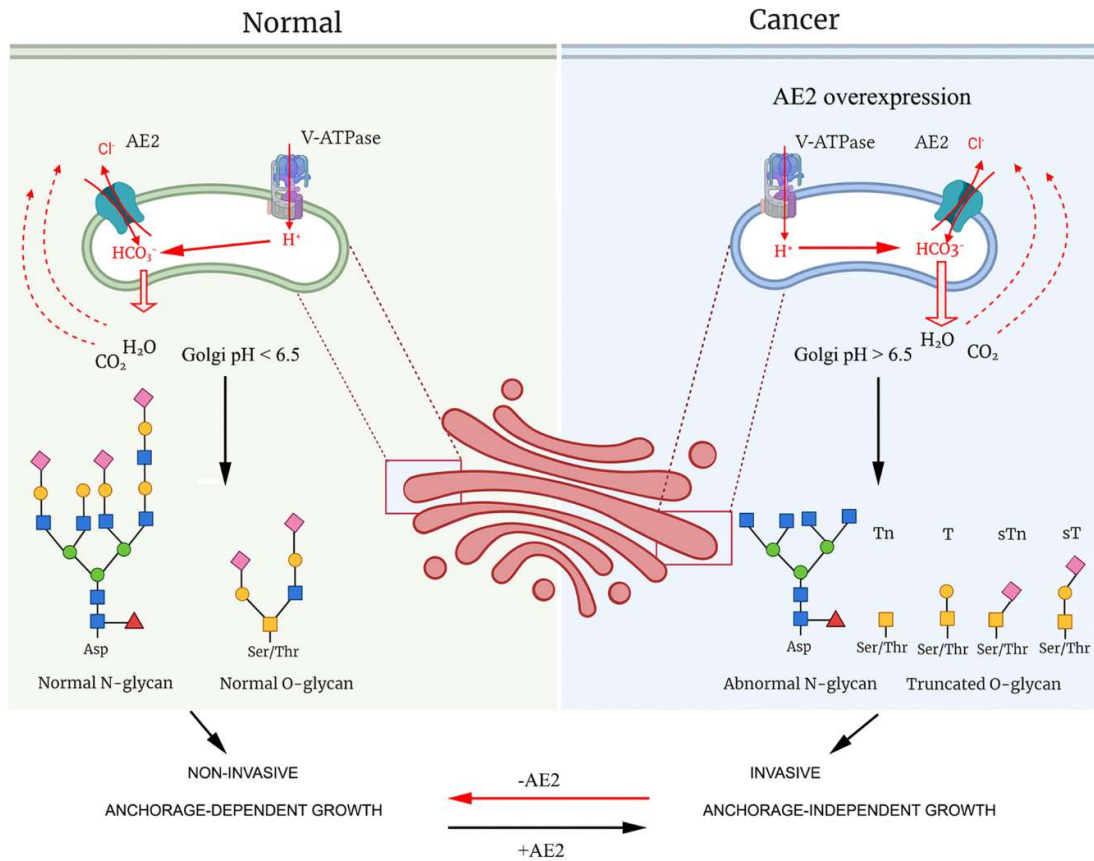 Normal
Cancer
AE2 overexpression
Cl⁻
AE2
V-ATPase
HCO₃⁻
H⁺
CO₂
H₂O
Golgi pH < 6.5
V-ATPase
AE2
Cl⁻
H⁺
HCO3⁻
Golgi pH > 6.5
H₂O
CO₂
Tn
T
sTn
sT
Asp
Ser/Thr
Normal N-glycan
Normal O-glycan
Asp
Ser/Thr
Ser/Thr
Ser/Thr
Ser/Thr
Abnormal N-glycan
Truncated O-glycan
NON-INVASIVE
ANCHORAGE-DEPENDENT GROWTH
-AE2
+AE2
INVASIVE
ANCHORAGE-INDEPENDENT GROWTH